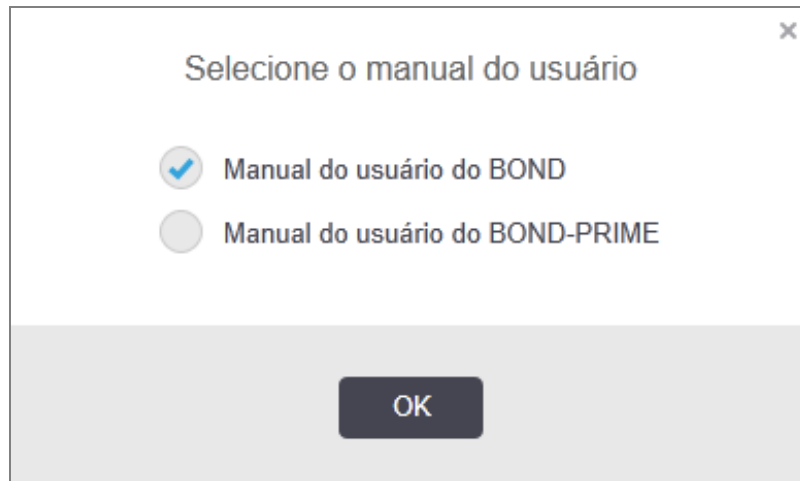 Selecione o manual do usuário
Manual do usuário do BOND
Manual do usuário do BOND-PRIME
OK